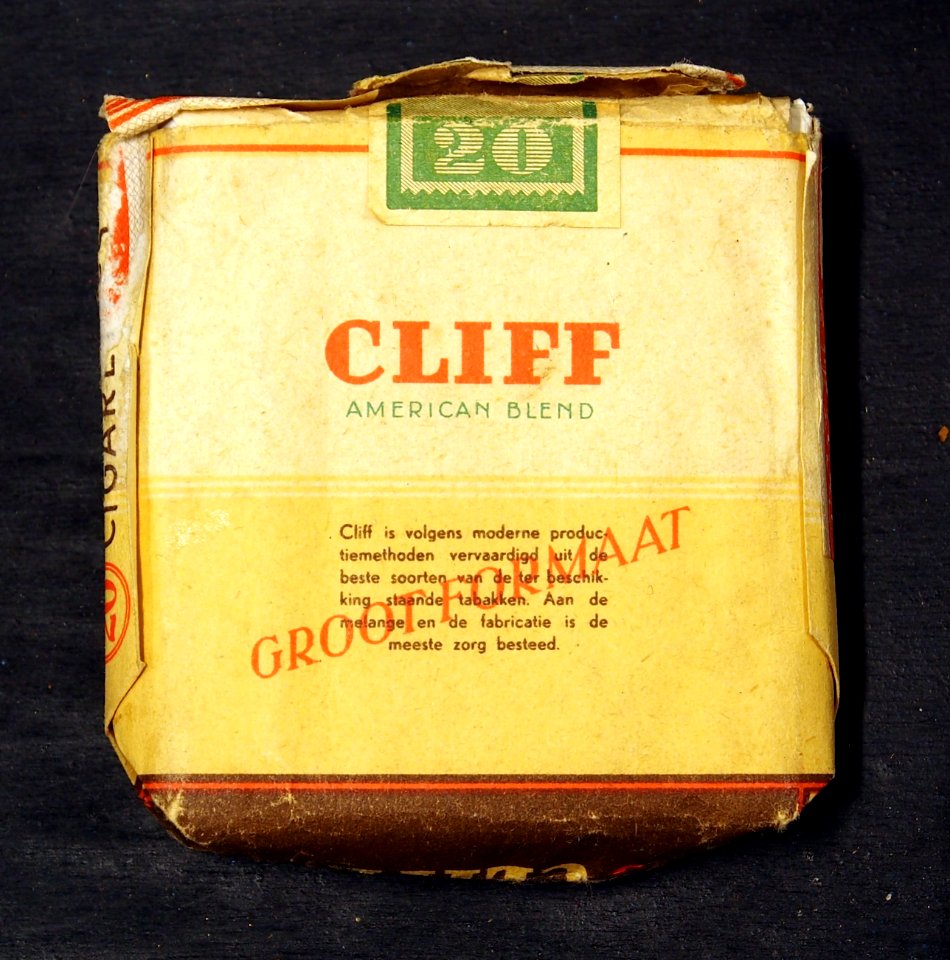 20
CLIFF
AMERICAN BLEND
Cliff is volgens moderne produc-
tiemethoden vervaardigd uit de
beste soorten van de ter beschik-
king staande tabakken. Aan de
melange en de fabricatie is de
meeste zorg besteed.
GROOT FORMAAT
20